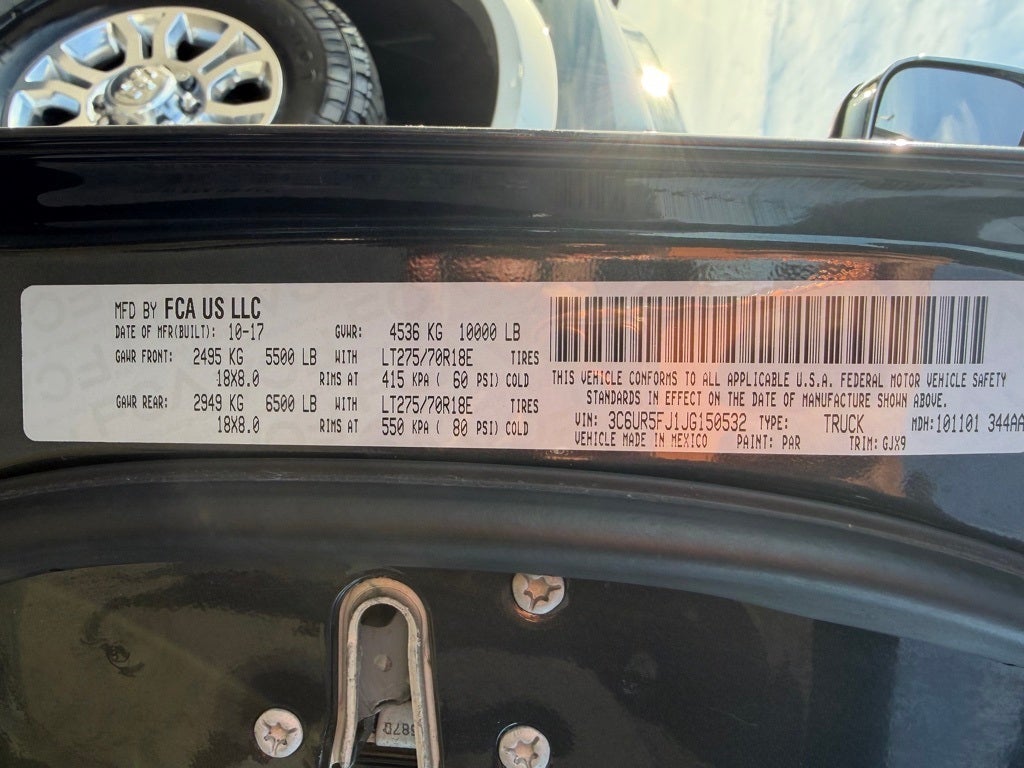 MFD BY FCA US LLC
DATE OF MFR(BUILT): 10-17 GVWR: 4536 KG 10000 LB
GAWR FRONT: 2495 KG 5500 LB WITH LT275/70R18E TIRES
18X8.0 RIMS AT 415 KPA ( 60 PSI) COLD
GAWR REAR: 2949 KG 6500 LB WITH LT275/70R18E TIRES
18X8.0 RIMS AT 550 KPA ( 80 PSI) COLD
THIS VEHICLE CONFORMS TO ALL APPLICABLE U.S.A. FEDERAL MOTOR VEHICLE SAFETY
STANDARDS IN EFFECT ON THE DATE OF MANUFACTURE SHOWN ABOVE.
VIN: 3C6UR5FJ1JG150532 TYPE: TRUCK MDH: 101101 344AA
VEHICLE MADE IN MEXICO PAINT: PAR TRIM: GJX9